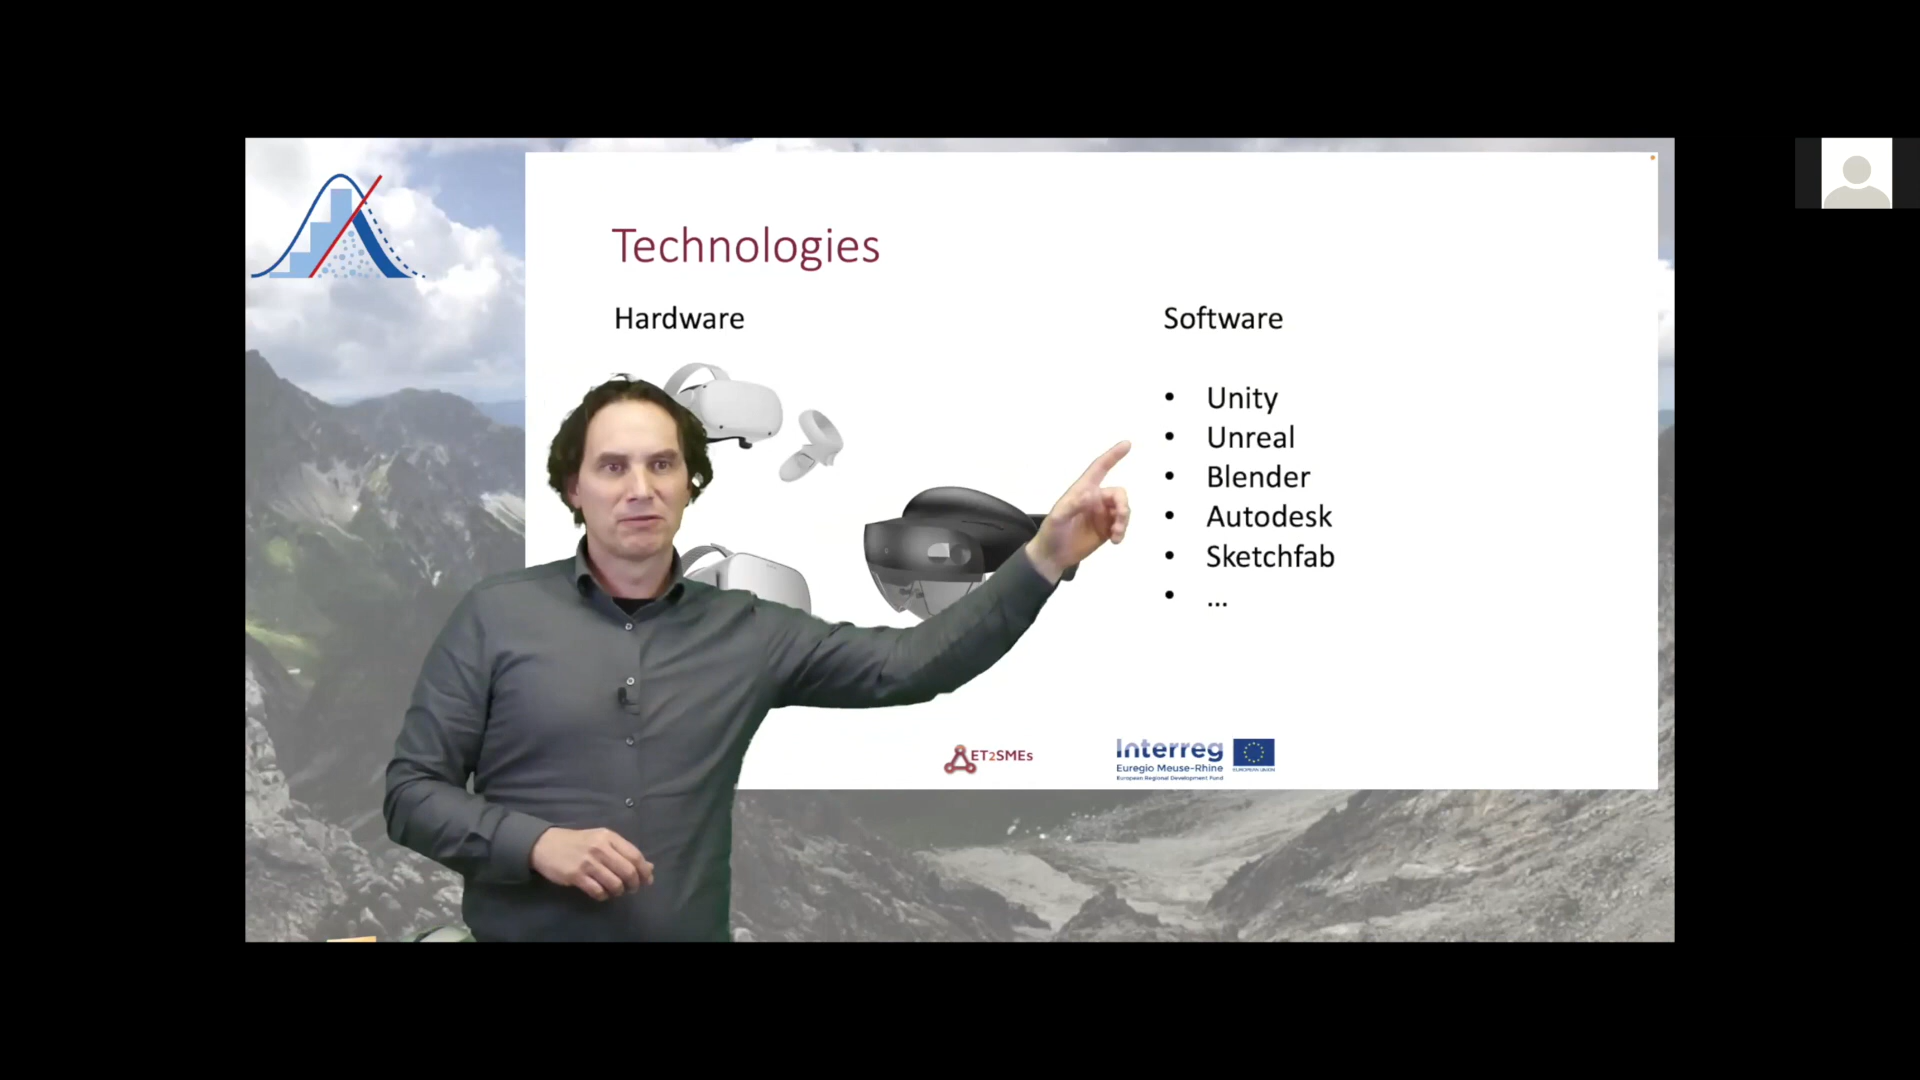 Technologies
Hardware
Software
• Unity
• Unreal
• Blender
• Autodesk
• Sketchfab
• ...
ET2SMEs
Interreg
Euregio Meuse-Rhine
European Regional Development Fund
EUROPEAN UNION